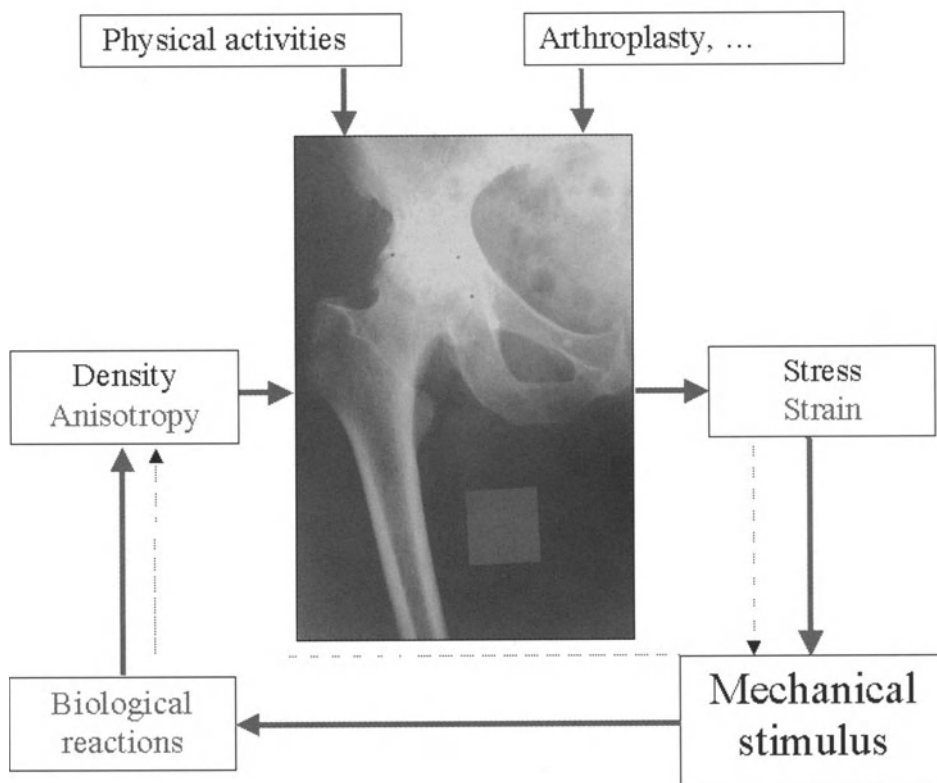 Physical activities
Arthroplasty, ...
Density
Anisotropy
Stress
Strain
Biological
reactions
Mechanical
stimulus